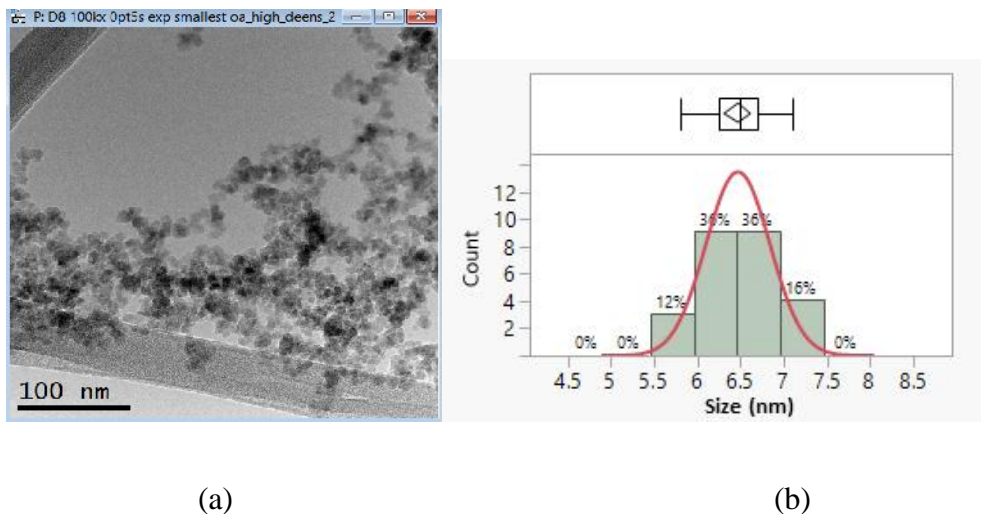 P: D8 100kx 0pt5s exp smallest oa_high_deens_2
100 nm
12
10
8
6
4
2
Count
0% 0% 12% 36% 36% 16% 0%
4.5 5 5.5 6 6.5 7 7.5 8 8.5
Size (nm)
(a) (b)